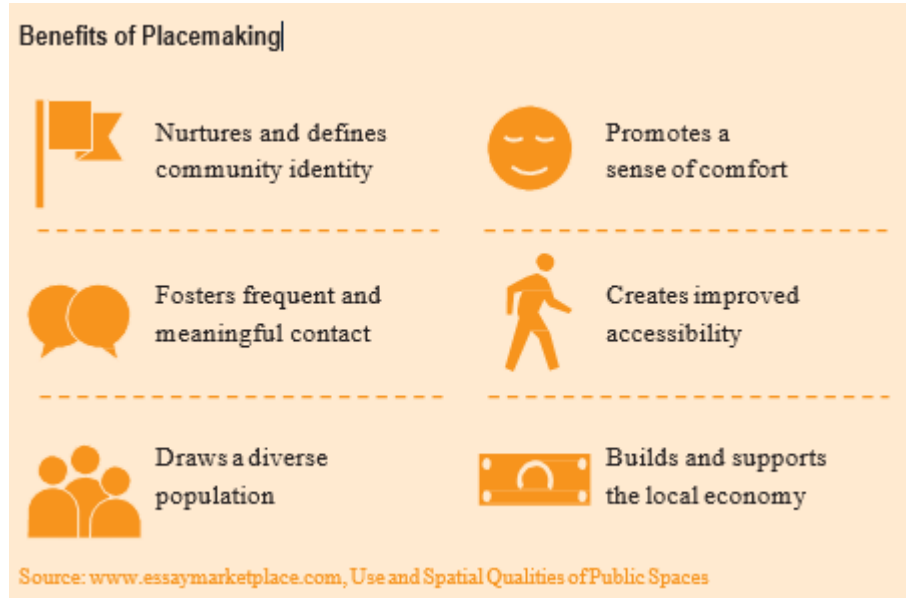 Benefits of Placemaking
Nurtures and defines
community identity
Promotes a
sense of comfort
Fosters frequent and
meaningful contact
Creates improved
accessibility
Draws a diverse
population
Builds and supports
the local economy
Source: www.essaymarketplace.com, Use and Spatial Qualities of Public Spaces